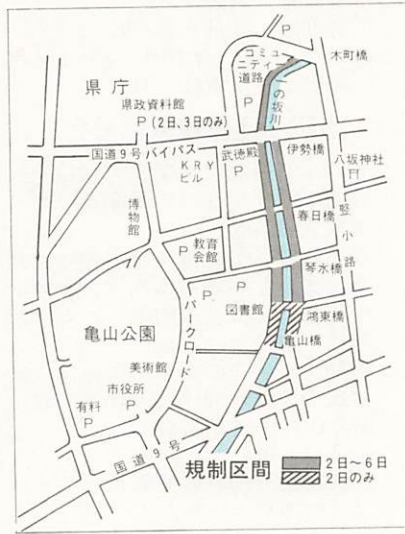 木町橋
コミュ
ニティー
道路
P
一の坂川
県庁
県政資料館
P(2日、3日のみ)
国道9号バイパス
武徳殿
P
伊勢橋
KRY
ビル
八坂神社
博物館
春日橋
竪小路
P
教育
会館
琴水橋
P
P
図書館
パークロード
鴻東橋
亀山公園
亀山橋
美術館
市役所
P
有料
P
国道9号
規制区間
2日〜6日
2日のみ